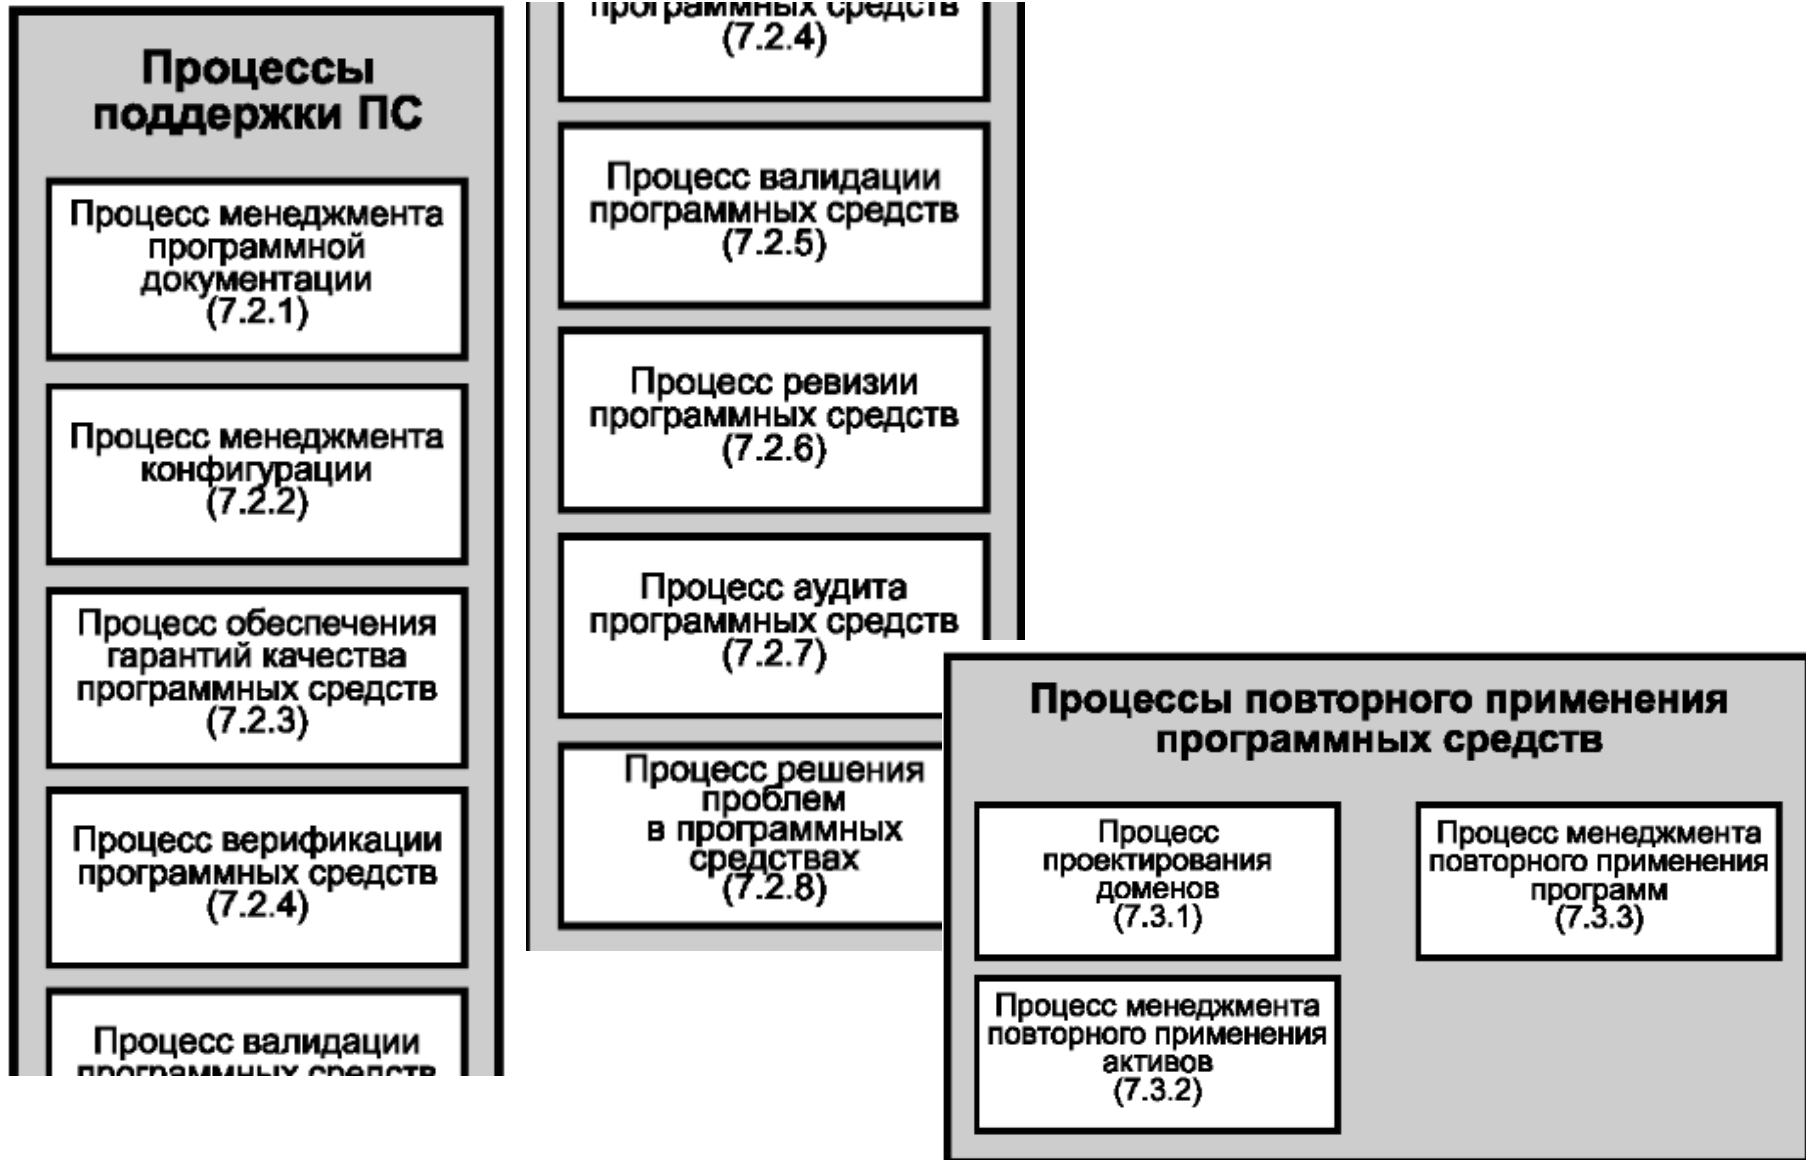 Процессы
поддержки ПС
Процесс менеджмента
программной
документации
(7.2.1)
Процесс менеджмента
конфигурации
(7.2.2)
Процесс обеспечения
гарантий качества
программных средств
(7.2.3)
Процесс верификации
программных средств
(7.2.4)
Процесс валидации
программных средств
программных средств
(7.2.4)
Процесс валидации
программных средств
(7.2.5)
Процесс ревизии
программных средств
(7.2.6)
Процесс аудита
программных средств
(7.2.7)
Процесс решения
проблем
в программных
средствах
(7.2.8)
Процессы повторного применения
программных средств
Процесс
проектирования
доменов
(7.3.1)
Процесс менеджмента
повторного применения
программ
(7.3.3)
Процесс менеджмента
повторного применения
активов
(7.3.2)